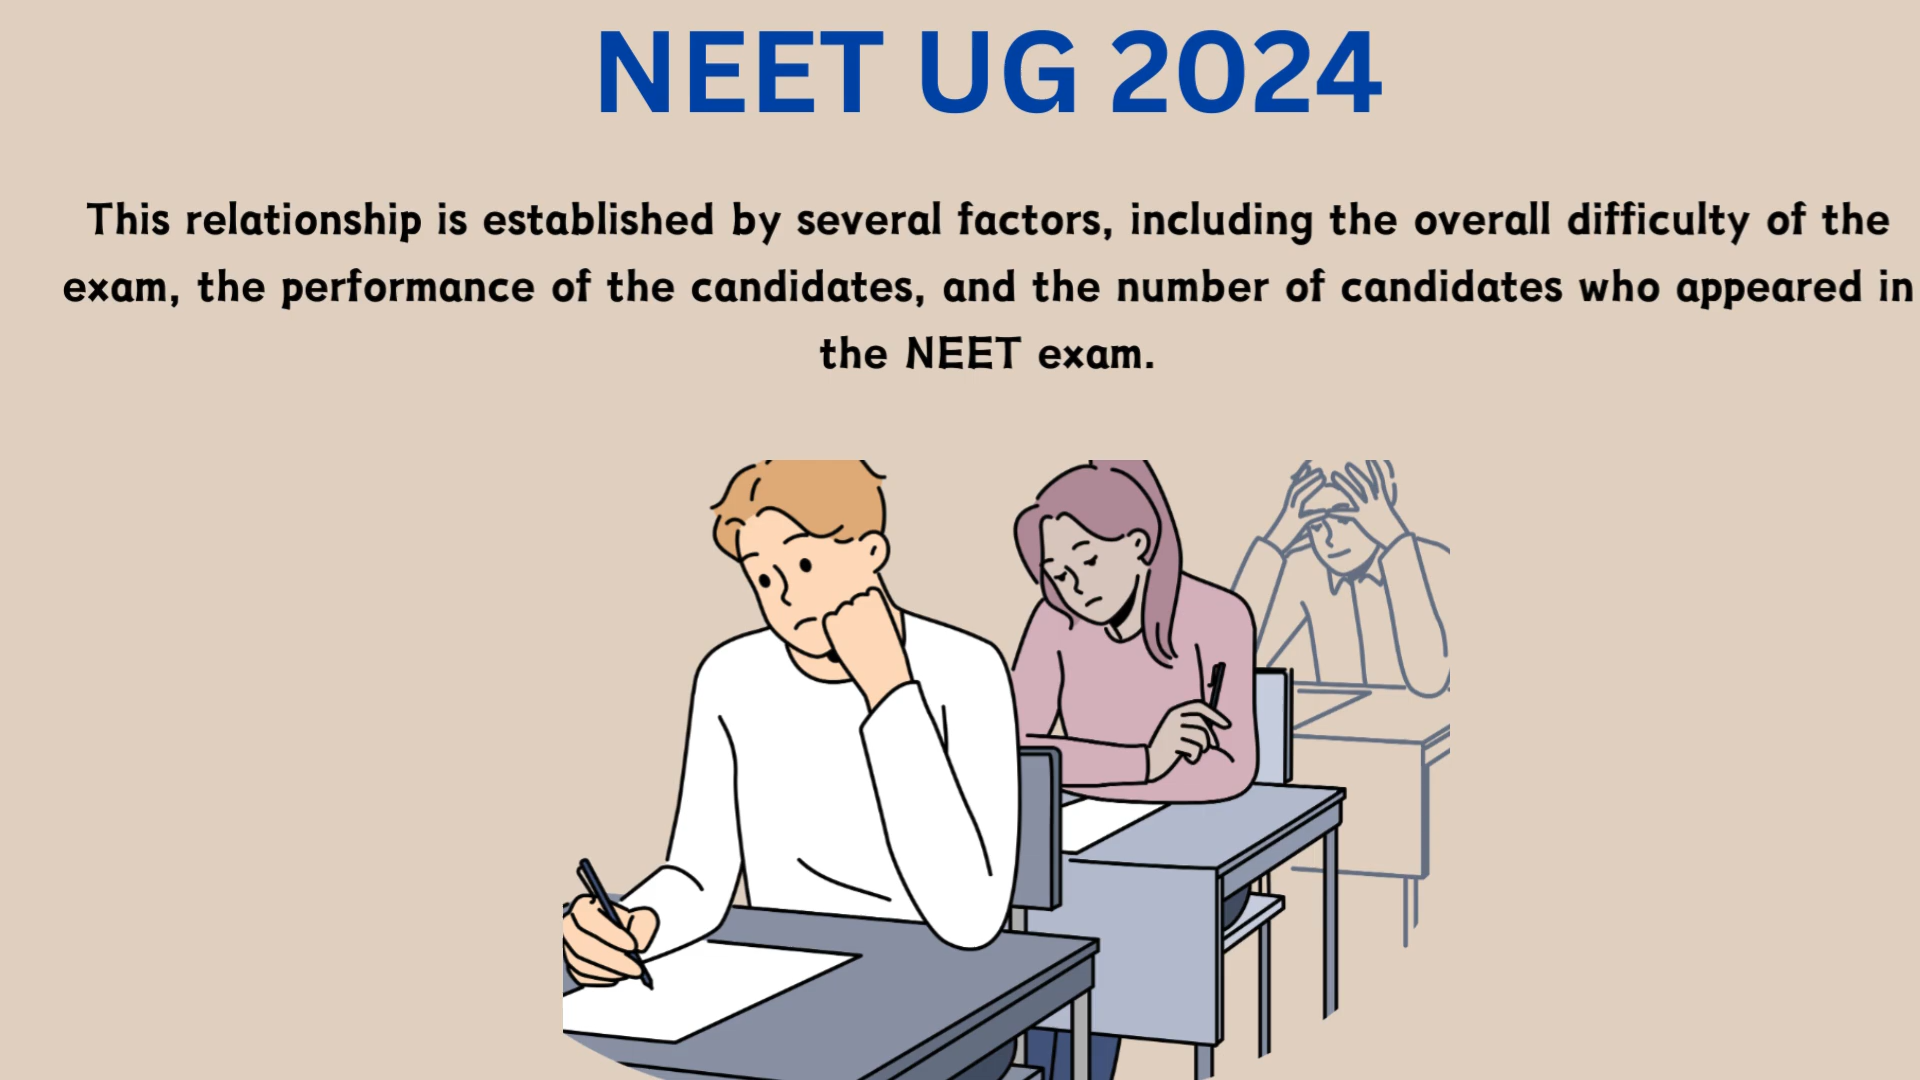 NEET UG 2024
This relationship is established by several factors, including the overall difficulty of the
exam, the performance of the candidates, and the number of candidates who appeared in
the NEET exam.